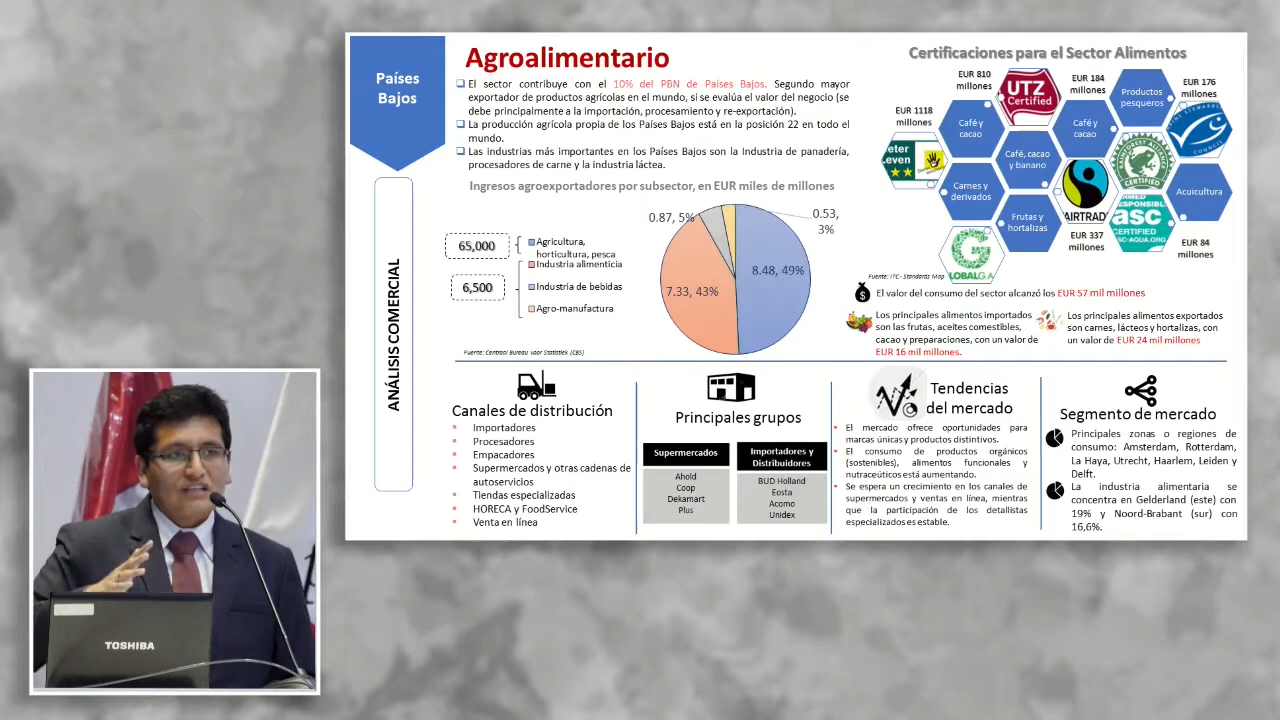 Países
Bajos
ANÁLISIS COMERCIAL
Agroalimentario
El sector contribuye con el 10% del PBN de Países Bajos. Segundo mayor
exportador de productos agrícolas en el mundo, si se evalúa el valor del negocio (se
debe principalmente a la importación, procesamiento y re-exportación).
La producción agrícola propia de los Países Bajos está en la posición 22 en todo el
mundo.
Las industrias más importantes en los Países Bajos son la Industria de panadería,
procesadores de carne y la industria láctea.
Ingresos agroexportadores por subsector, en EUR miles de millones
65,000
6,500
Agricultura,
horticultura, pesca
Industria alimenticia
Industria de bebidas
Agro-manufactura
0.87, 5%
0.53,
3%
8.48, 49%
7.33, 43%
Fuente: Centraal Bureau voor Statistiek (CBS)
Certificaciones para el Sector Alimentos
EUR 810
millones
UTZ
Certified
EUR 184
millones
Productos
pesqueros
EUR 176
millones
EUR 1118
millones
Café y
cacao
Café y
cacao
COUNCIL
eter
even
Café, cacao
y banano
RAINFOREST ALLIANCE
CERTIFIED
Carnes y
derivados
Acuicultura
Frutas y
hortalizas
AIRTRAD
RMED
ESPONSIBL
asc
CERTIFIED
SC-AQUA.ORG
EUR 337
millones
EUR 84
millones
G
LOBALG.A
Fuente: ITC - Standards Map
El valor del consumo del sector alcanzó los EUR 57 mil millones
Los principales alimentos importados
son las frutas, aceites comestibles,
cacao y preparaciones, con un valor de
EUR 16 mil millones.
Los principales alimentos exportados
son carnes, lácteos y hortalizas, con
un valor de EUR 24 mil millones
Canales de distribución
Importadores
Procesadores
Empacadores
Supermercados y otras cadenas de
autoservicios
Tiendas especializadas
HORECA y FoodService
Venta en línea
Principales grupos
Supermercados
Ahold
Coop
Dekamart
Plus
Importadores y
Distribuidores
BUD Holland
Eosta
Acomo
Unidex
Tendencias
del mercado
El mercado ofrece oportunidades para
marcas únicas y productos distintivos.
El consumo de productos orgánicos
(sostenibles), alimentos funcionales y
nutraceúticos está aumentando.
Se espera un crecimiento en los canales de
supermercados y ventas en línea, mientras
que la participación de los detallistas
especializados es estable.
Segmento de mercado
Principales zonas o regiones de
consumo: Amsterdam, Rotterdam,
La Haya, Utrecht, Haarlem, Leiden y
Delft.
La industria alimentaria se
concentra en Gelderland (este) con
19% y Noord-Brabant (sur) con
16,6%.
TOSHIBA